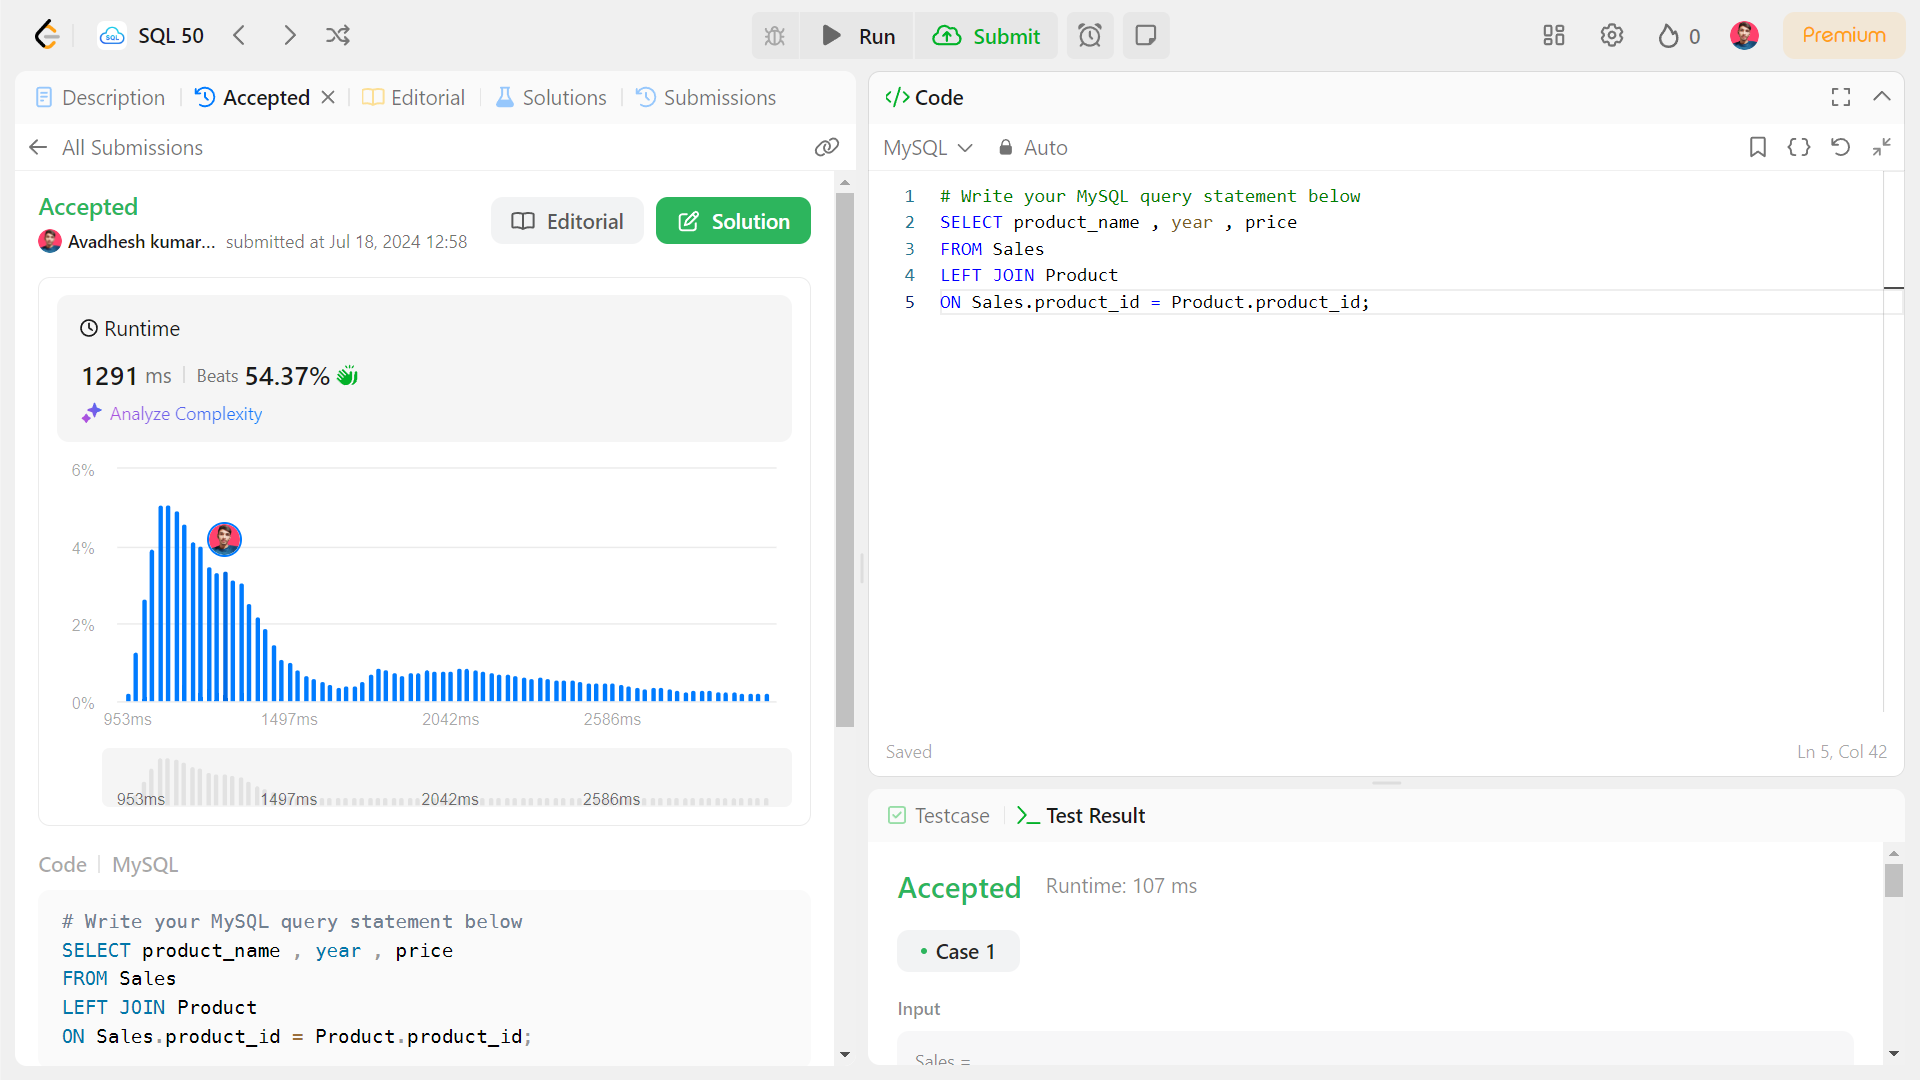 SQL 50
Run
Submit
0
Premium
Description
Accepted
Editorial
Solutions
Submissions
All Submissions
Accepted
Editorial
Solution
Avadhesh kumar... submitted at Jul 18, 2024 12:58
Runtime
1291 ms Beats 54.37%
Analyze Complexity
6%
4%
2%
0%
953ms 1497ms 2042ms 2586ms
953ms 1497ms 2042ms 2586ms
Code MySQL
# Write your MySQL query statement below
SELECT product_name , year , price
FROM Sales
LEFT JOIN Product
ON Sales.product_id = Product.product_id;
Code
MySQL Auto
1 # Write your MySQL query statement below
2 SELECT product_name , year , price
3 FROM Sales
4 LEFT JOIN Product
5 ON Sales.product_id = Product.product_id;
Saved
Ln 5, Col 42
Testcase
Test Result
Accepted Runtime: 107 ms
• Case 1
Input
Sales =